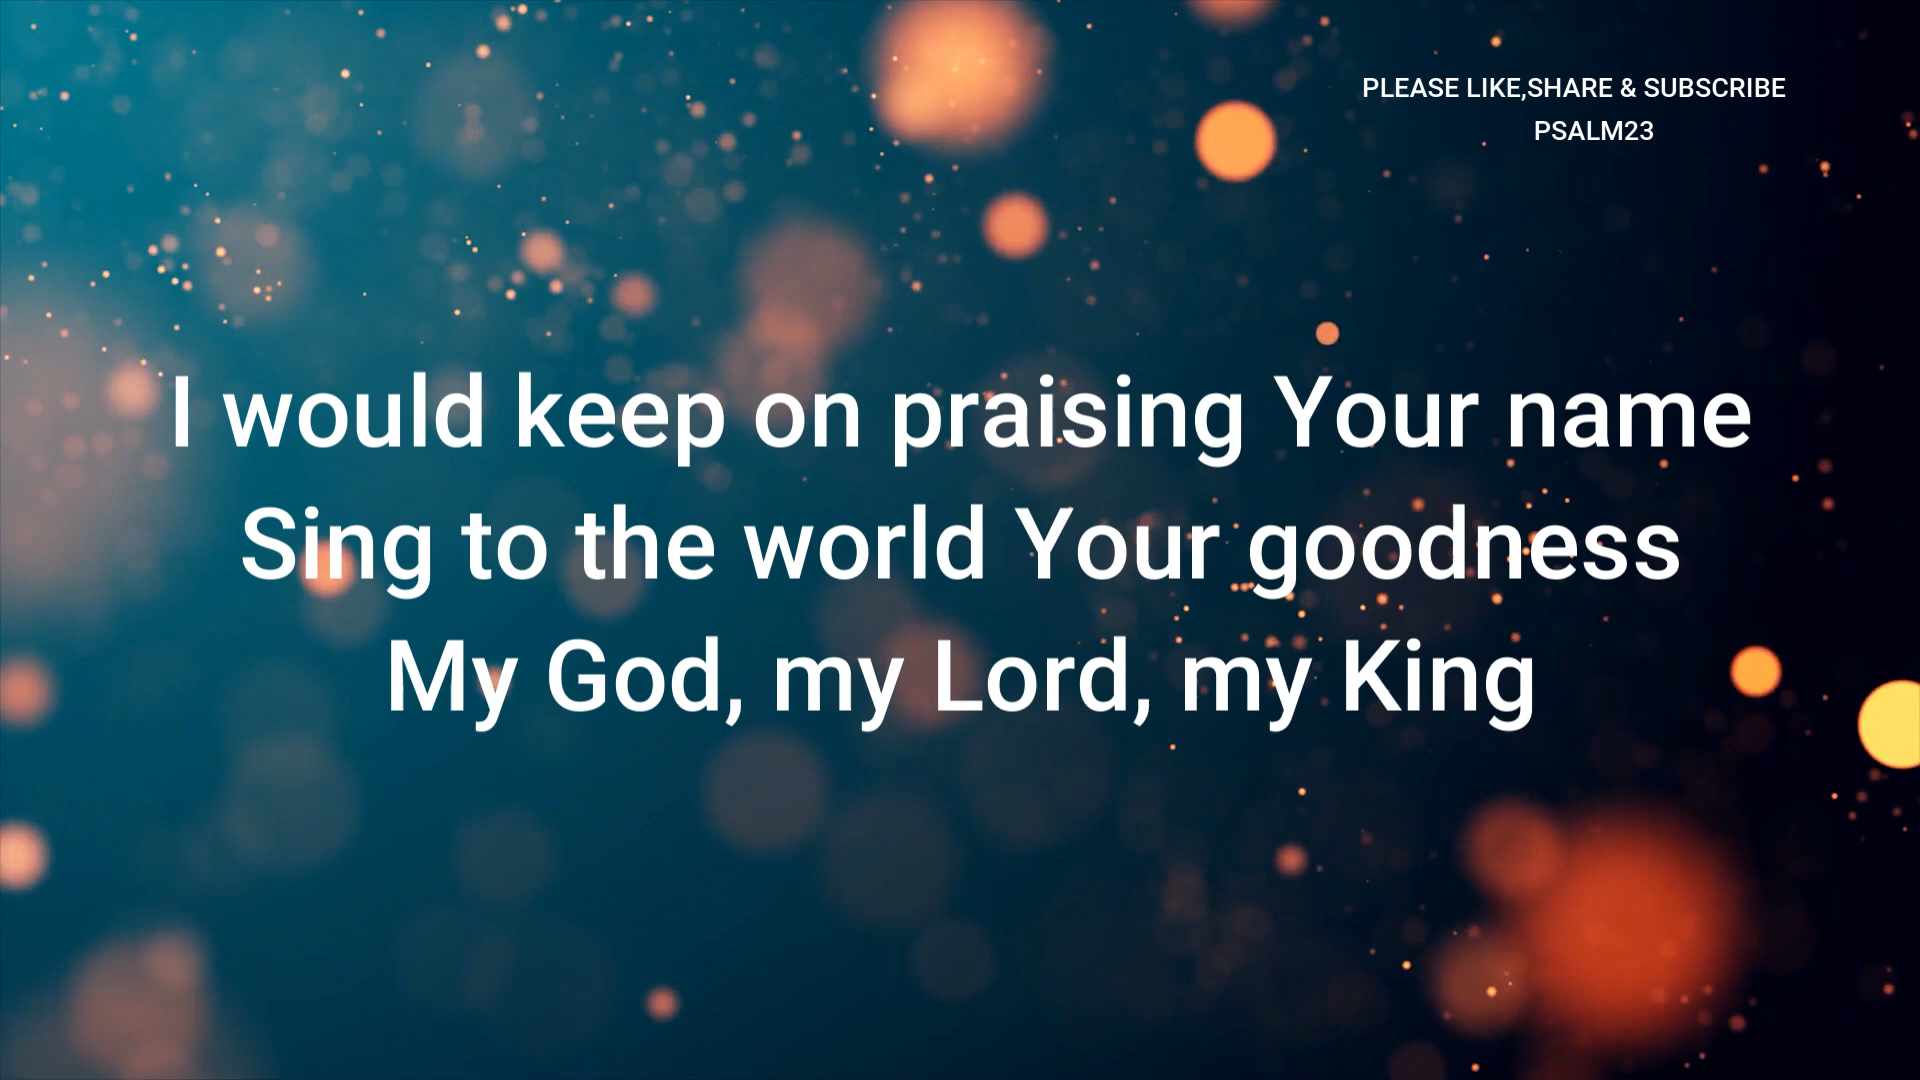 PLEASE LIKE,SHARE & SUBSCRIBE
PSALM23
I would keep on praising Your name
Sing to the world Your goodness
My God, my Lord, my King